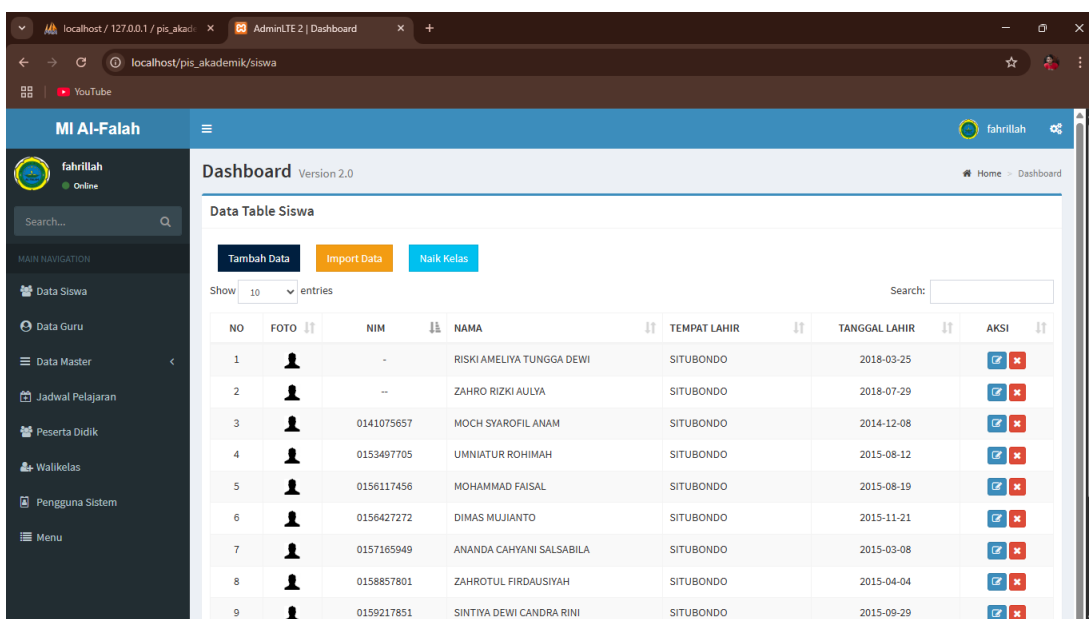 localhost / 127.0.0.1 / pis_akade AdminLTE 2 | Dashboard
localhost/pis_akademik/siswa
YouTube
MI Al-Falah fahrillah
fahrillah
Online
Dashboard Version 2.0 Home > Dashboard
Search...
Data Table Siswa
MAIN NAVIGATION
Tambah Data Import Data Naik Kelas
Data Siswa
Show 10 entries Search:
Data Guru
NO FOTO NIM NAMA TEMPAT LAHIR TANGGAL LAHIR AKSI
Data Master
1 - RISKI AMELIYA TUNGGA DEWI SITUBONDO 2018-03-25
Jadwal Pelajaran
2 -- ZAHRO RIZKI AULYA SITUBONDO 2018-07-29
3 0141075657 MOCH SYAROFIL ANAM SITUBONDO 2014-12-08
Peserta Didik
4 0153497705 UMNIATUR ROHIMAH SITUBONDO 2015-08-12
Walikelas
5 0156117456 MOHAMMAD FAISAL SITUBONDO 2015-08-19
Pengguna Sistem
6 0156427272 DIMAS MUJIANTO SITUBONDO 2015-11-21
Menu
7 0157165949 ANANDA CAHYANI SALSABILA SITUBONDO 2015-03-08
8 0158857801 ZAHROTUL FIRDAUSIYAH SITUBONDO 2015-04-04
9 0159217851 SINTIYA DEWI CANDRA RINI SITUBONDO 2015-09-29